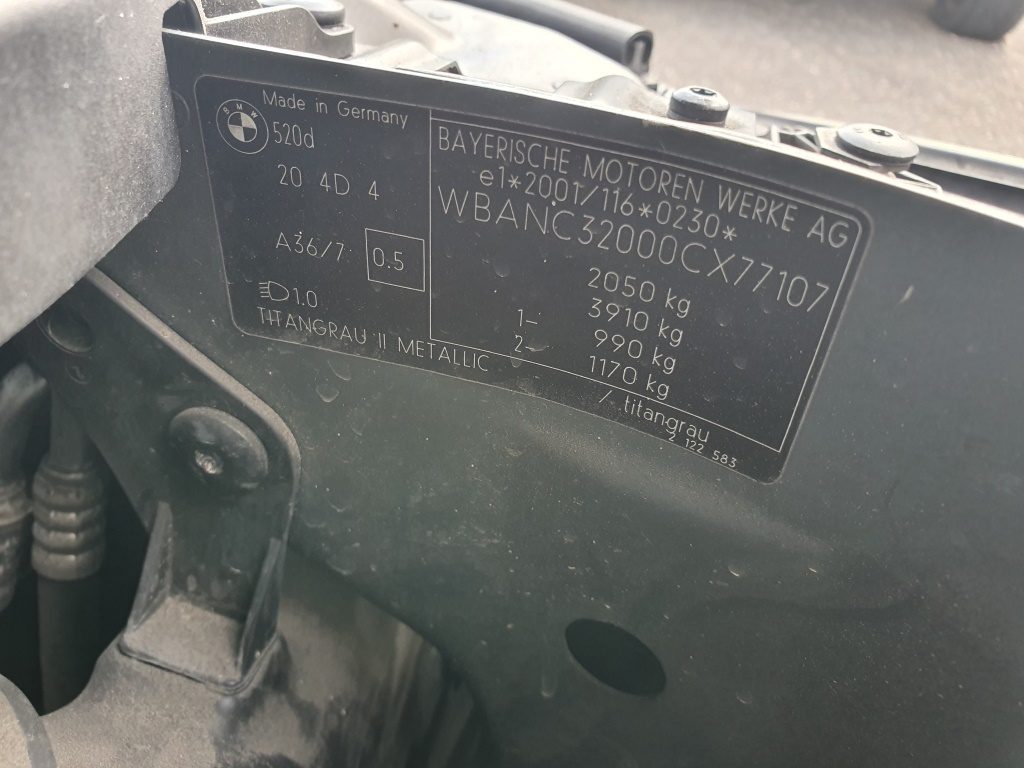 BMW
Made in Germany
520d
20 4D 4
A36/7 0.5
1.0
TITANGRAU II METALLIC
BAYERISCHE MOTOREN WERKE AG
e1*2001/116*0230*
WBANC32000CX77107
2050 kg
3910 kg
1- 990 kg
2- 1170 kg
/ titangrau
2 122 583